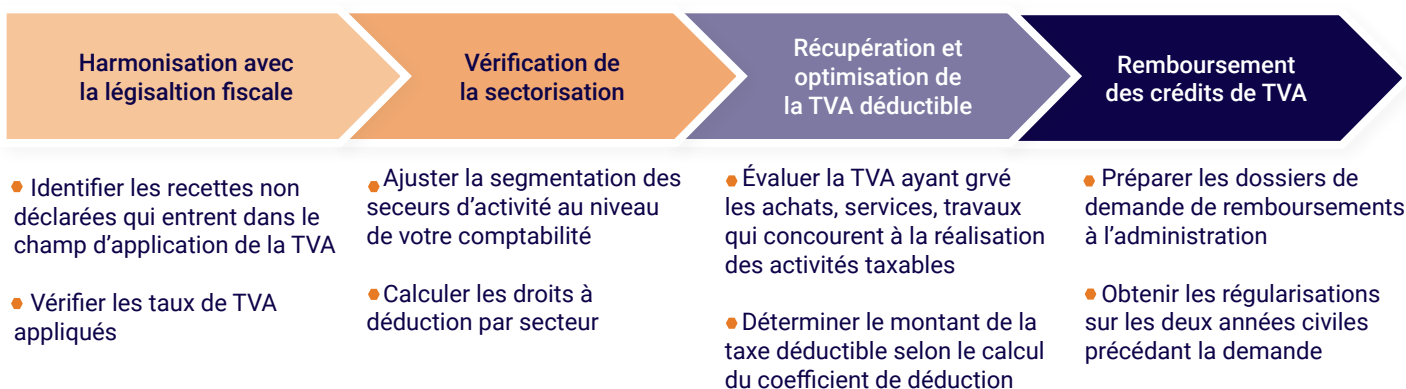 Harmonisation avec
la législaltion fiscale
Vérification de
la sectorisation
Récupération et
optimisation de
la TVA déductible
Remboursement
des crédits de TVA
Identifier les recettes non
déclarées qui entrent dans le
champ d'application de la TVA
Vérifier les taux de TVA
appliqués
Ajuster la segmentation des
seceurs d'activité au niveau
de votre comptabilité
Calculer les droits à
déduction par secteur
Évaluer la TVA ayant grvé
les achats, services, travaux
qui concourent à la réalisation
des activités taxables
Déterminer le montant de la
taxe déductible selon le calcul
du coefficient de déduction
Préparer les dossiers de
demande de remboursements
à l'administration
Obtenir les régularisations
sur les deux années civiles
précédant la demande